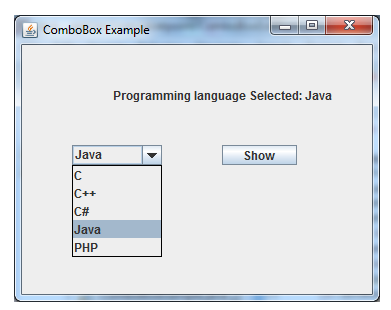 ComboBox Example
Programming language Selected: Java
Java
Show
C
C++
C#
Java
PHP